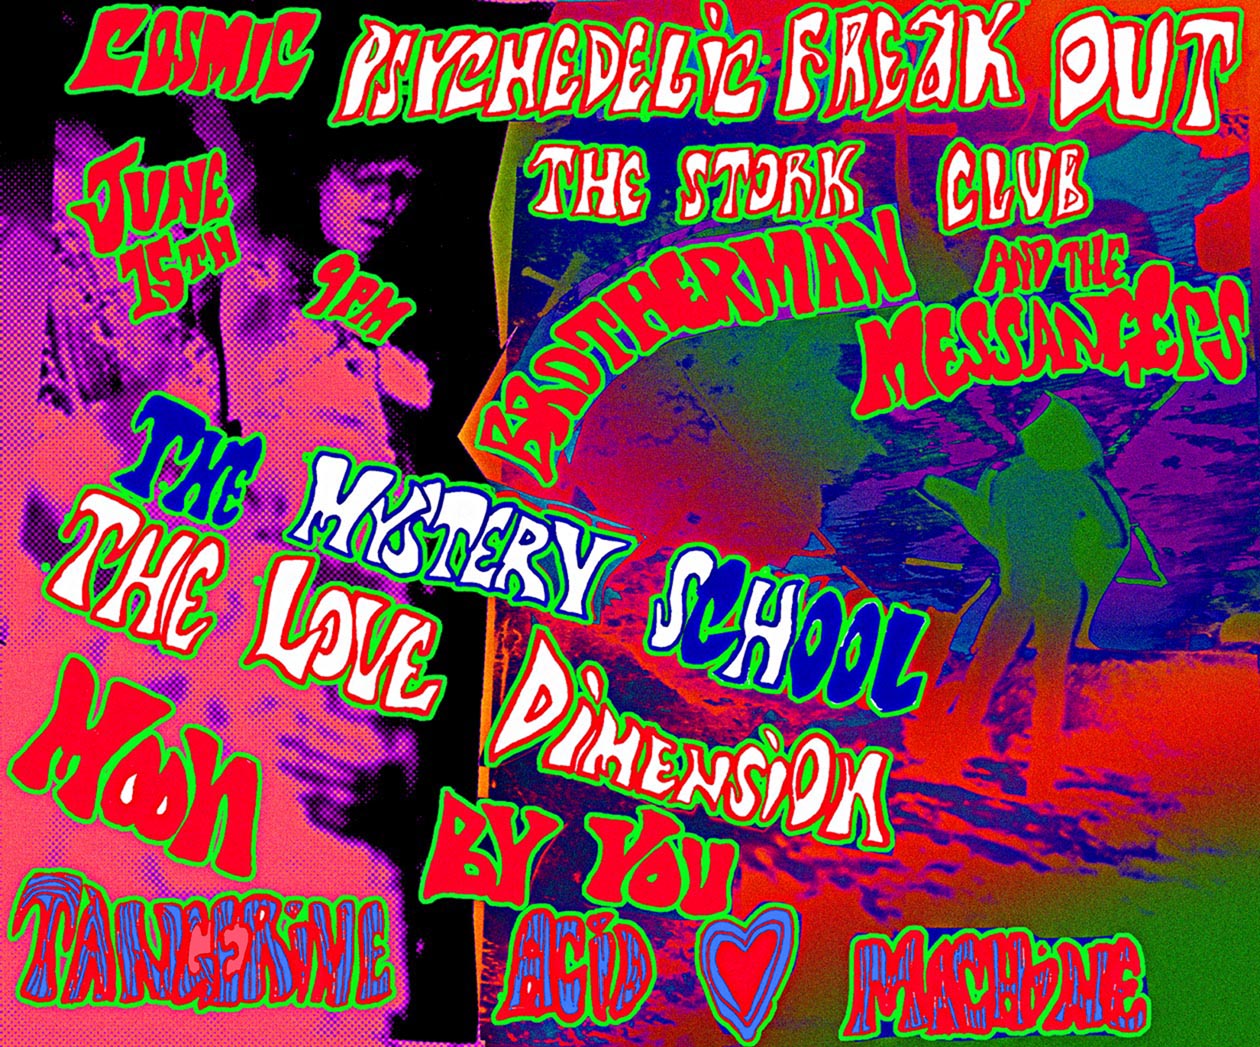 COSMIC PSYCHEDELiC FREAK OUT
THE STORK CLUB
JUNE
15TH
9PM
BROTHERMAN AND THE
MESSANGERS
THE MYSTERY SCHOOL
THE LOVE DiMENSiON
MOON BY YOU
TANGERiNE ACiD MACHiNE